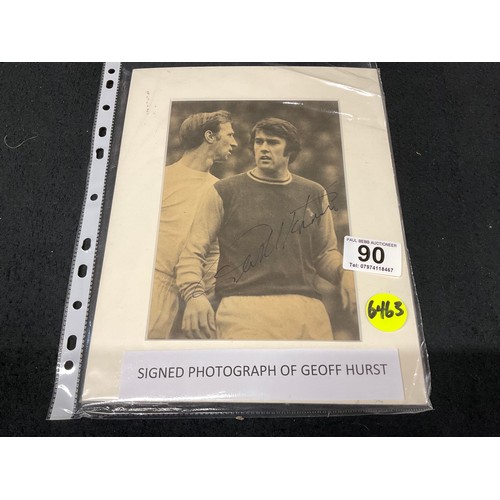 PAUL BEBB AUCTIONEER
90
Tel: 07974118467
6463
SIGNED PHOTOGRAPH OF GEOFF HURST